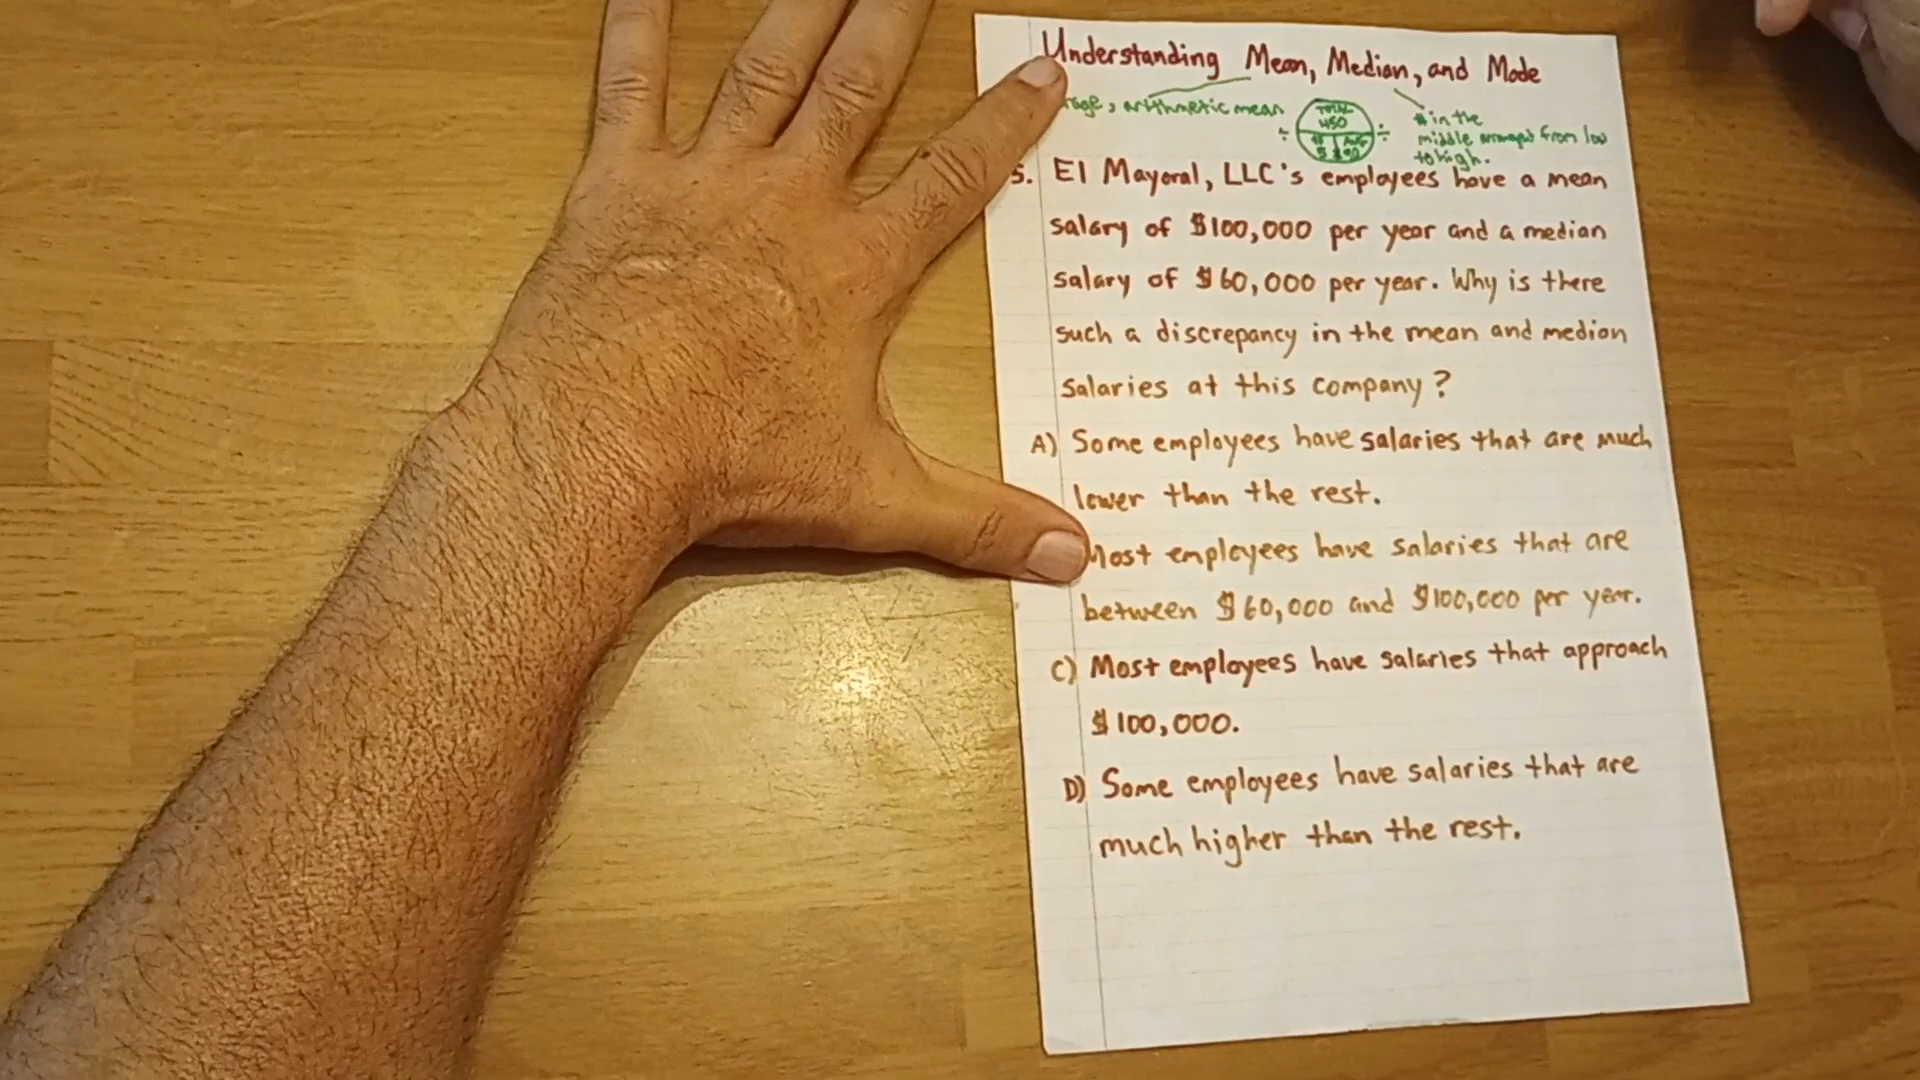 Understanding Mean, Median, and Mode
arithmetic mean
TOTAL
450
÷ ÷
# in the
middle arranged from low
to high.
5. El Mayoral, LLC's employees have a mean
salary of $100,000 per year and a median
salary of $60,000 per year. Why is there
such a discrepancy in the mean and median
salaries at this company?
A) Some employees have salaries that are much
lower than the rest.
Most employees have salaries that are
between $60,000 and $100,000 per year.
C) Most employees have salaries that approach
$100,000.
D) Some employees have salaries that are
much higher than the rest.